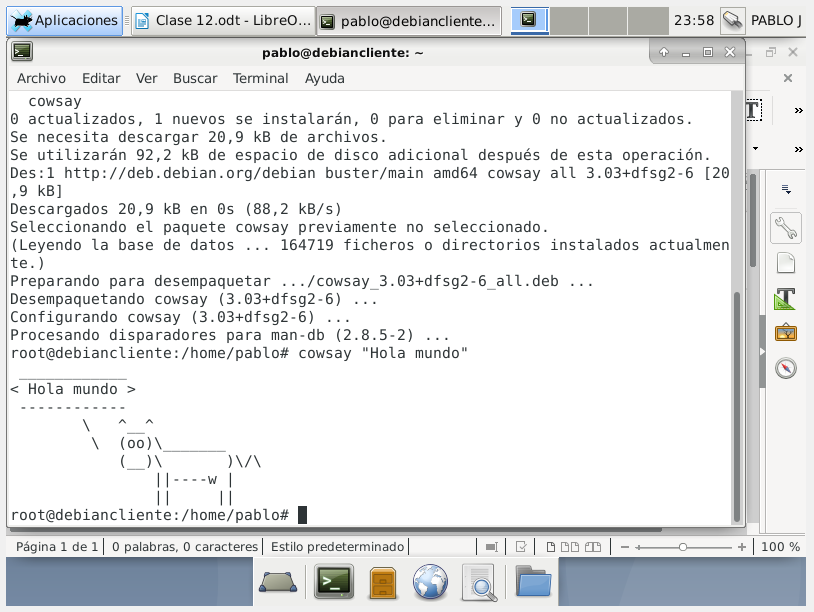 Aplicaciones
Clase 12.odt - LibreO...
pablo@debiancliente...
23:58
PABLO J
pablo@debiancliente: ~
Archivo Editar Ver Buscar Terminal Ayuda
  cowsay
0 actualizados, 1 nuevos se instalarán, 0 para eliminar y 0 no actualizados.
Se necesita descargar 20,9 kB de archivos.
Se utilizarán 92,2 kB de espacio de disco adicional después de esta operación.
Des:1 http://deb.debian.org/debian buster/main amd64 cowsay all 3.03+dfsg2-6 [20
,9 kB]
Descargados 20,9 kB en 0s (88,2 kB/s)
Seleccionando el paquete cowsay previamente no seleccionado.
(Leyendo la base de datos ... 164719 ficheros o directorios instalados actualmen
te.)
Preparando para desempaquetar .../cowsay_3.03+dfsg2-6_all.deb ...
Desempaquetando cowsay (3.03+dfsg2-6) ...
Configurando cowsay (3.03+dfsg2-6) ...
Procesando disparadores para man-db (2.8.5-2) ...
root@debiancliente:/home/pablo# cowsay "Hola mundo"
 ____________
< Hola mundo >
 ------------
        \   ^__^
         \  (oo)\_______
            (__)\       )\/\
                ||----w |
                ||     ||
root@debiancliente:/home/pablo#
Página 1 de 1
0 palabras, 0 caracteres
Estilo predeterminado
100 %